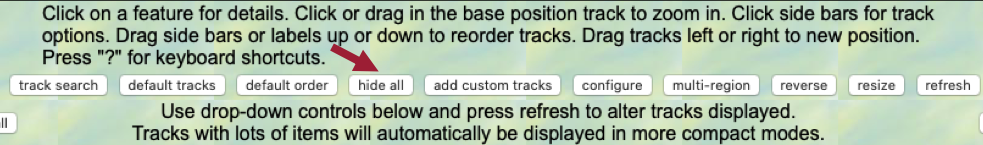 Click on a feature for details. Click or drag in the base position track to zoom in. Click side bars for track
options. Drag side bars or labels up or down to reorder tracks. Drag tracks left or right to new position.
Press "?" for keyboard shortcuts.
track search default tracks default order hide all add custom tracks configure multi-region reverse resize refresh
Use drop-down controls below and press refresh to alter tracks displayed.
Tracks with lots of items will automatically be displayed in more compact modes.